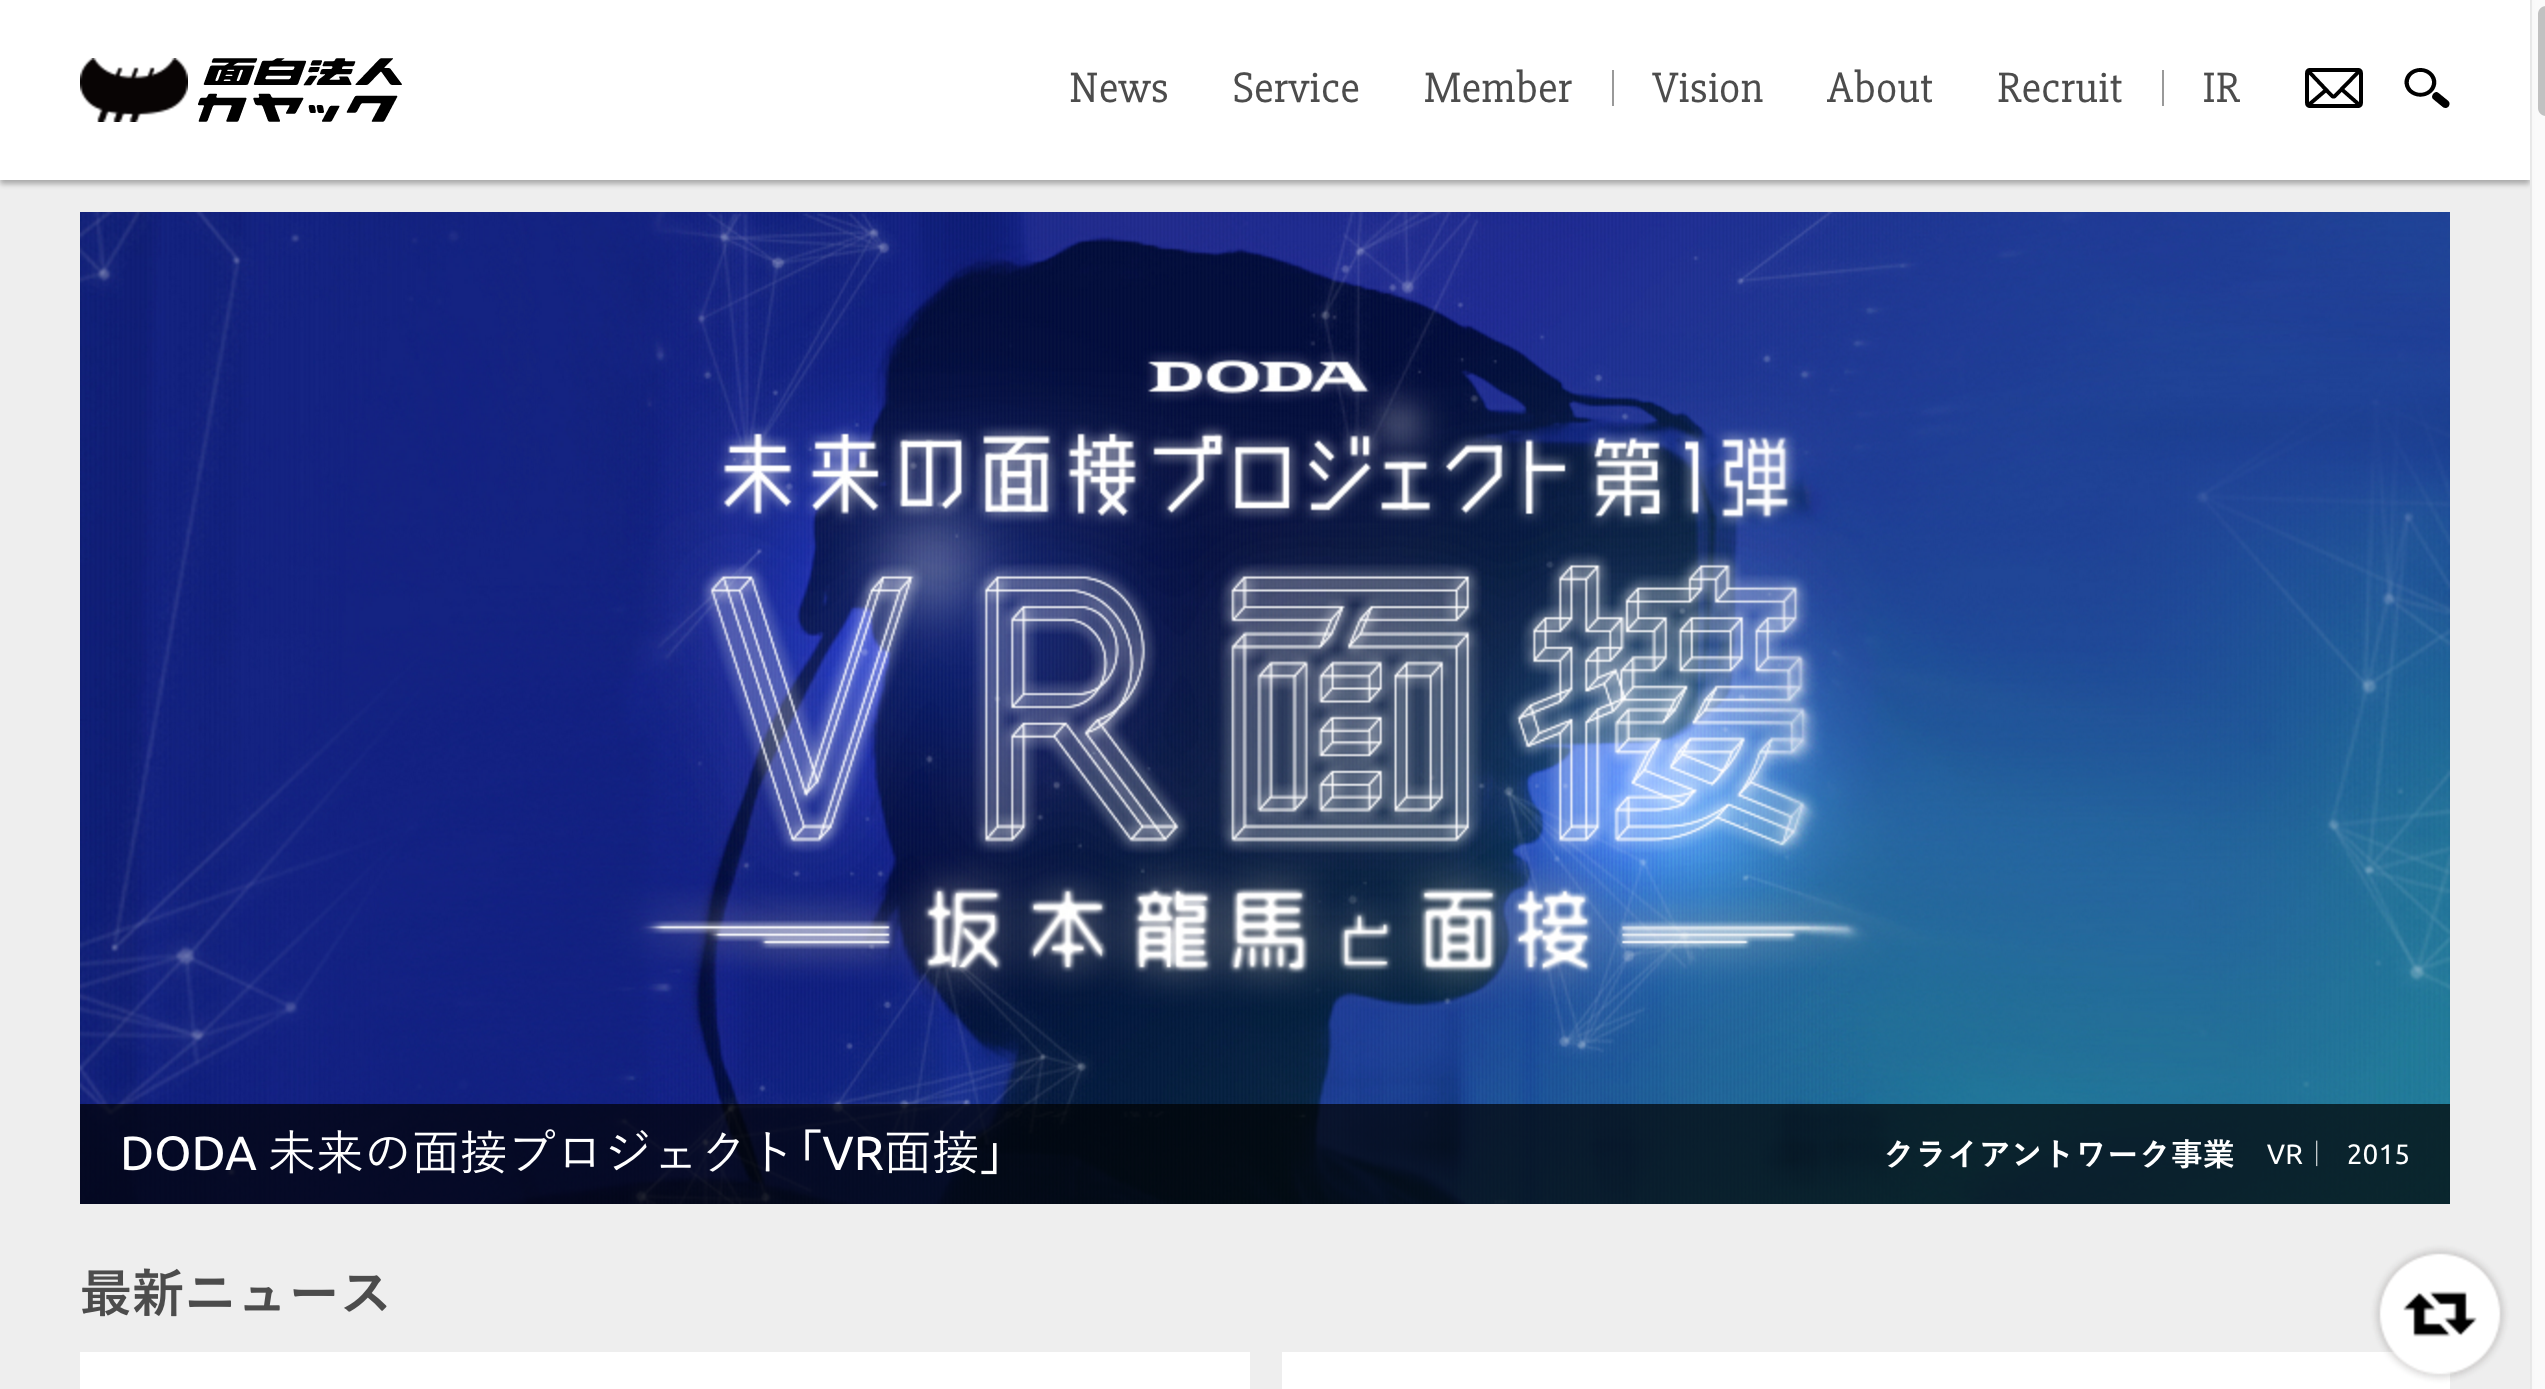 面白法人
カヤック
News Service Member Vision About Recruit IR
DODA
未来の面接プロジェクト 第1弾
VR面接
坂本龍馬と面接
DODA 未来の面接プロジェクト「VR面接」
クライアントワーク事業 VR 2015
最新ニュース